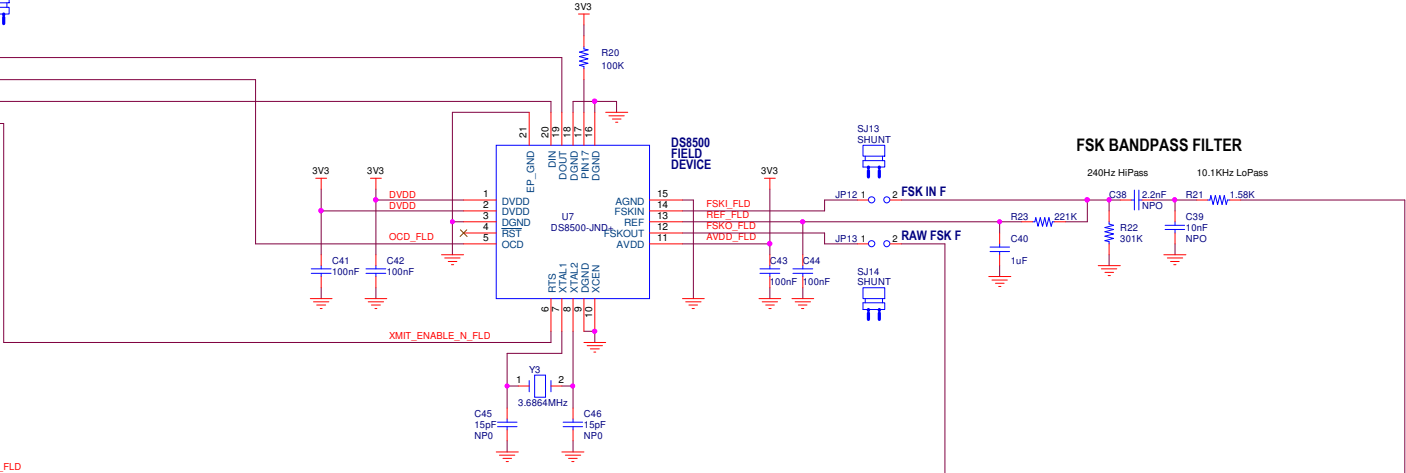 3V3
R20
100K
21
20
19
18
17
16
EP_GND
DIN
DOUT
DGND
PIN17
DGND
DS8500
FIELD
DEVICE
SJ13
SHUNT
FSK BANDPASS FILTER
240Hz HiPass
10.1KHz LoPass
3V3
3V3
3V3
DVDD
DVDD
OCD_FLD
1
2
3
4
5
DVDD
DVDD
DGND
RST
OCD
U7
DS8500-JND+
AGND
FSKIN
REF
FSKOUT
AVDD
15
14
13
12
11
FSKI_FLD
REF_FLD
FSKO_FLD
AVDD_FLD
JP12 1
2
FSK IN F
JP13 1
2
RAW FSK F
C38
2.2nF
NPO
R21
1.58K
R23
221K
R22
301K
C39
10nF
NPO
C40
1uF
C41
100nF
C42
100nF
C43
100nF
C44
100nF
SJ14
SHUNT
RTS
XTAL1
XTAL2
DGND
XCEN
6
7
8
9
10
XMIT_ENABLE_N_FLD
Y3
1
2
3.6864MHz
C45
15pF
NP0
C46
15pF
NP0
_FLD